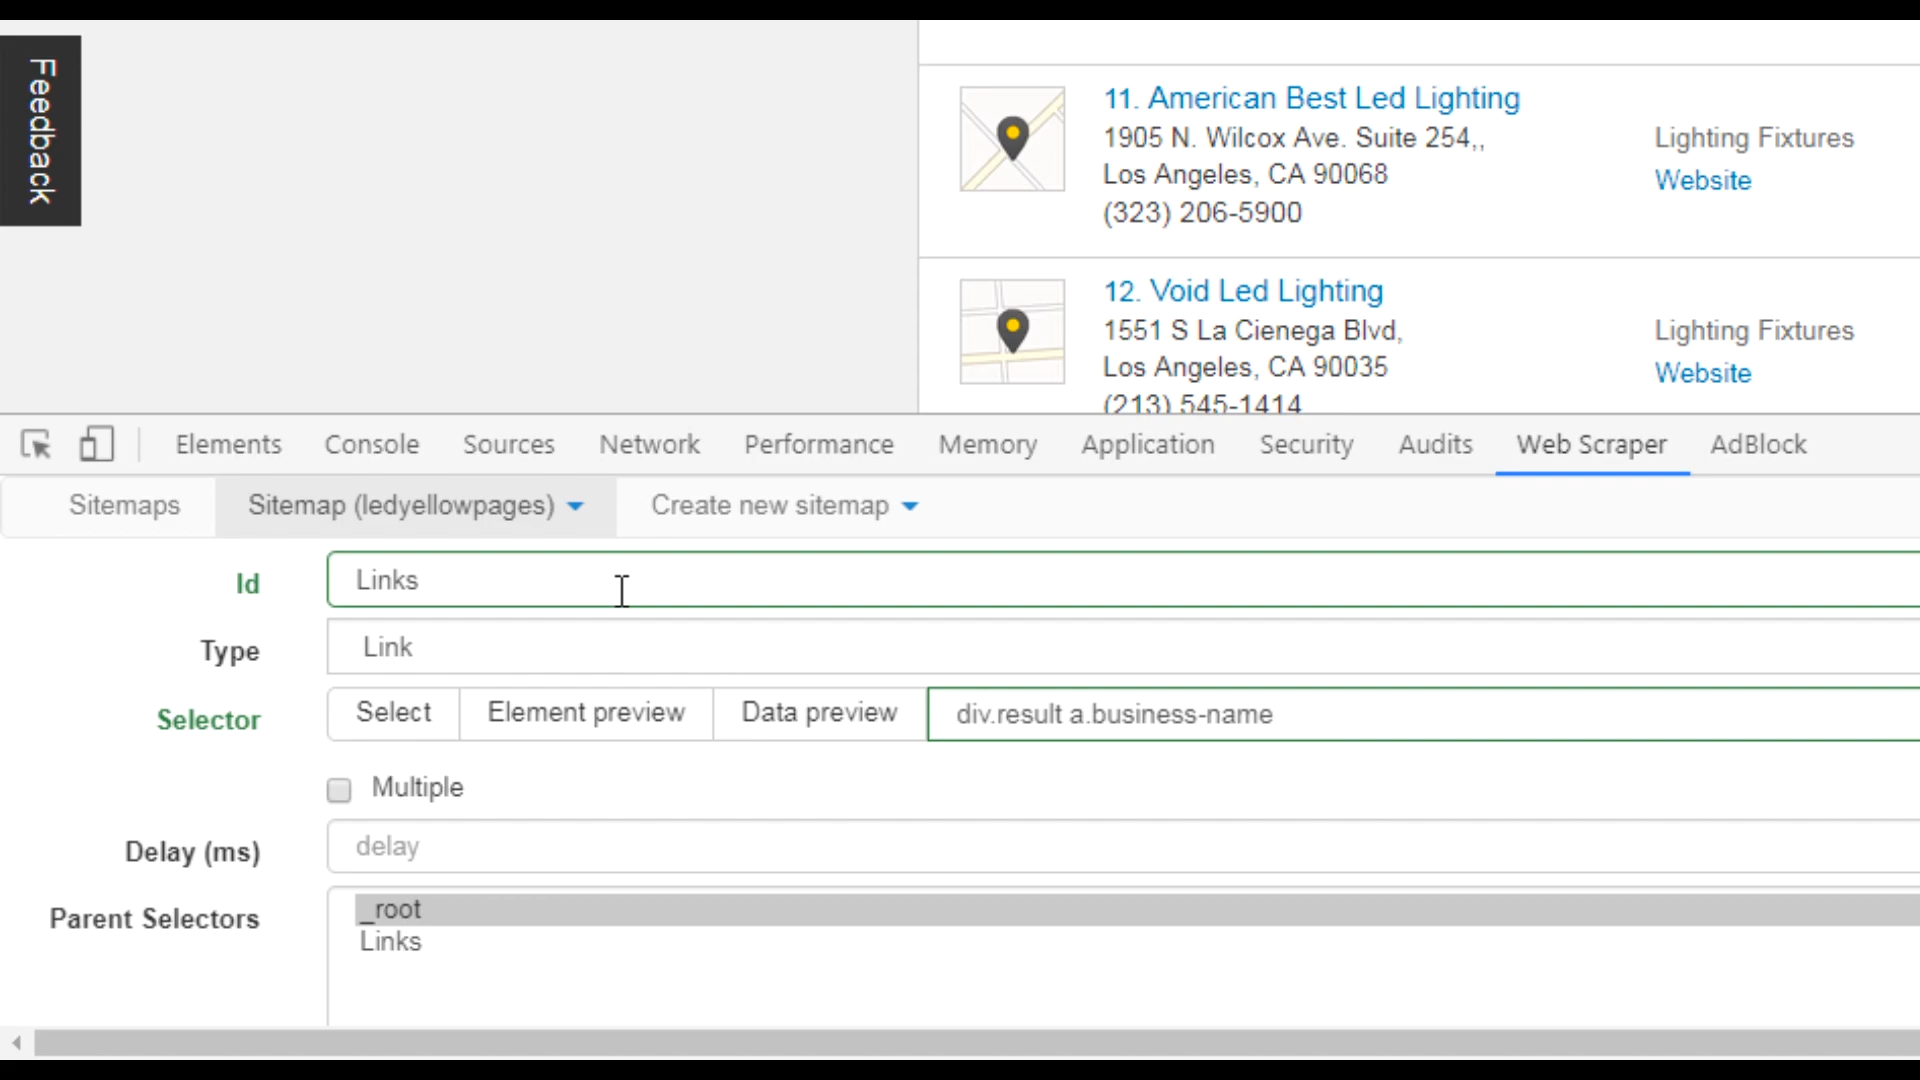 Feedback
11. American Best Led Lighting
1905 N. Wilcox Ave. Suite 254,,
Los Angeles, CA 90068
(323) 206-5900
Lighting Fixtures
Website
12. Void Led Lighting
1551 S La Cienega Blvd,
Los Angeles, CA 90035
(213) 545-1414
Lighting Fixtures
Website
Elements Console Sources Network Performance Memory Application Security Audits Web Scraper AdBlock
Sitemaps Sitemap (ledyellowpages) Create new sitemap
Id Links
Type Link
Selector Select Element preview Data preview div.result a.business-name
Multiple
Delay (ms) delay
Parent Selectors _root
Links